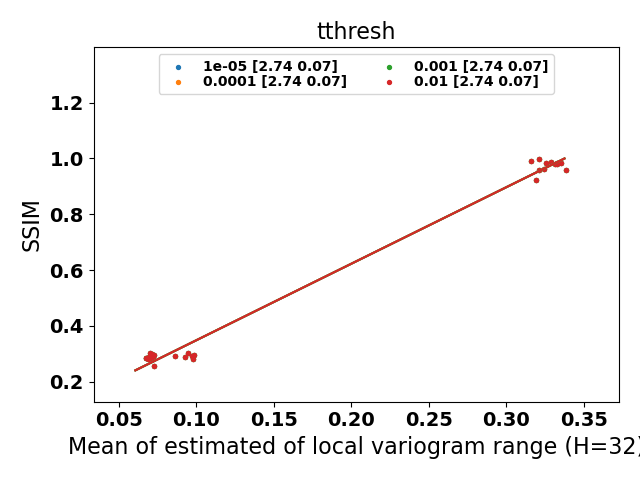 tthresh
1e-05 [2.74 0.07]
0.0001 [2.74 0.07]
0.001 [2.74 0.07]
0.01 [2.74 0.07]
SSIM
1.2
1.0
0.8
0.6
0.4
0.2
0.05 0.10 0.15 0.20 0.25 0.30 0.35
Mean of estimated of local variogram range (H=32)